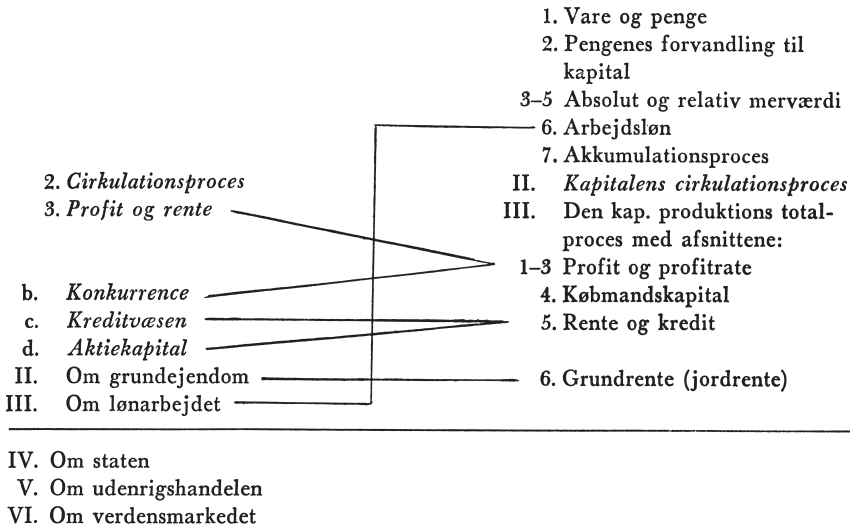 1. Vare og penge
2. Pengenes forvandling til
kapital
3–5 Absolut og relativ merværdi
6. Arbejdsløn
7. Akkumulationsproces
2. Cirkulationsproces
II. Kapitalens cirkulationsproces
3. Profit og rente
III. Den kap. produktions total-
proces med afsnittene:
1–3 Profit og profitrate
b. Konkurrence
4. Købmandskapital
c. Kreditvæsen
5. Rente og kredit
d. Aktiekapital
II. Om grundejendom
6. Grundrente (jordrente)
III. Om lønarbejdet
IV. Om staten
V. Om udenrigshandelen
VI. Om verdensmarkedet